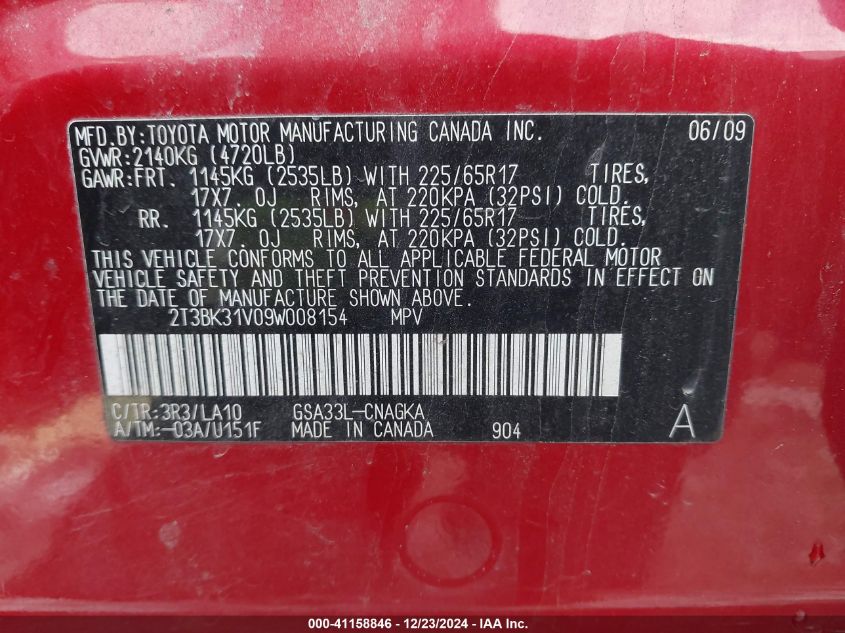 MFD.BY:TOYOTA MOTOR MANUFACTURING CANADA INC. 06/09
GVWR:2140KG (4720LB)
GAWR:FRT. 1145KG (2535LB) WITH 225/65R17 TIRES,
17X7.0J RIMS, AT 220KPA (32PSI) COLD.
RR. 1145KG (2535LB) WITH 225/65R17 TIRES,
17X7.0J RIMS, AT 220KPA (32PSI) COLD.
THIS VEHICLE CONFORMS TO ALL APPLICABLE FEDERAL MOTOR
VEHICLE SAFETY AND THEFT PREVENTION STANDARDS IN EFFECT ON
THE DATE OF MANUFACTURE SHOWN ABOVE.
2T3BK31V09W008154 MPV
C/TR:3R3/LA10 GSA33L-CNAGKA
A/TM:-03A/U151F MADE IN CANADA 904 A
000-41158846 - 12/23/2024 - IAA Inc.